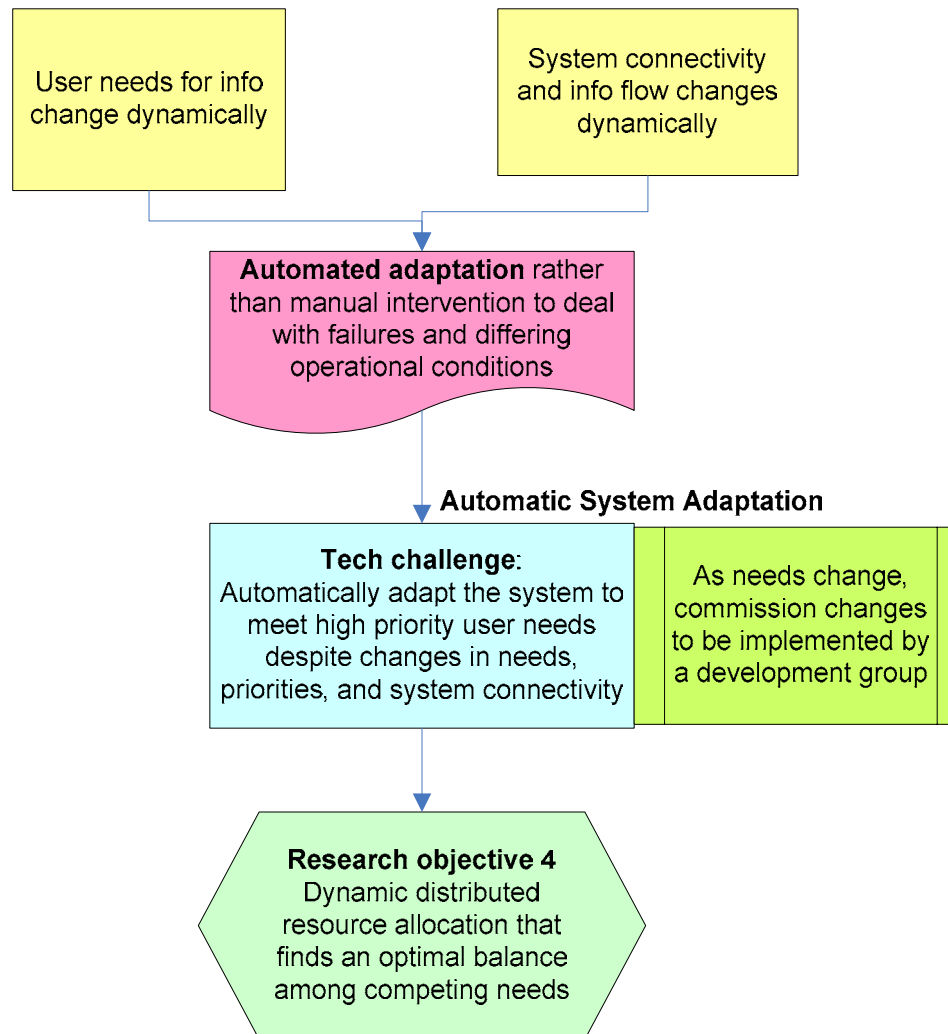 User needs for info
change dynamically
System connectivity
and info flow changes
dynamically
Automated adaptation rather
than manual intervention to deal
with failures and differing
operational conditions
Automatic System Adaptation
Tech challenge:
Automatically adapt the system to
meet high priority user needs
despite changes in needs,
priorities, and system connectivity
As needs change,
commission changes
to be implemented by
a development group
Research objective 4
Dynamic distributed
resource allocation that
finds an optimal balance
among competing needs